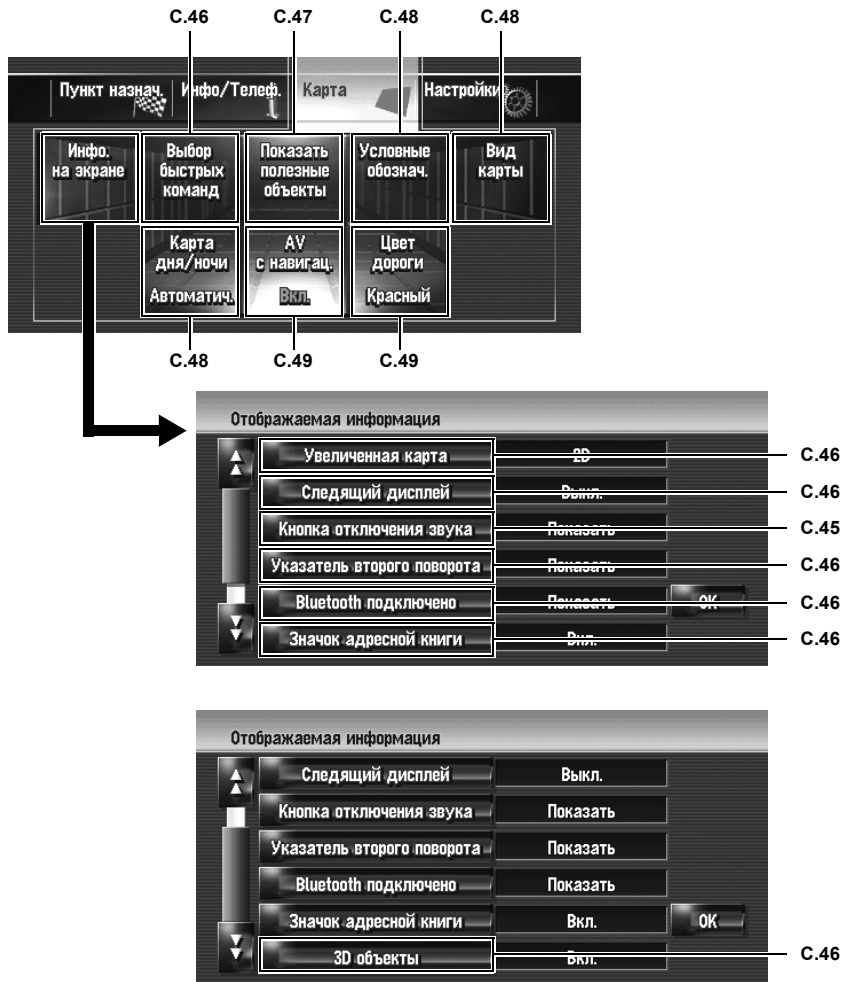 C.46
C.47
C.48
C.48
Пункт назнач.
Инфо/Телеф.
Карта
Настройки
Инфо.
на экране
Выбор
быстрых
команд
Показать
полезные
объекты
Условные
обознач.
Вид
карты
Карта
дня/ночи
Автоматич.
AV
с навигац.
Вкл.
Цвет
дороги
Красный
C.48
C.49
C.49
Отображаемая информация
Увеличенная карта 2D C.46
Следящий дисплей Выкл. C.46
Кнопка отключения звука Показать C.45
Указатель второго поворота Показать C.46
Bluetooth подключено Показать OK C.46
Значок адресной книги Вкл. C.46
Отображаемая информация
Следящий дисплей Выкл.
Кнопка отключения звука Показать
Указатель второго поворота Показать
Bluetooth подключено Показать
Значок адресной книги Вкл. OK
3D объекты Вкл. C.46